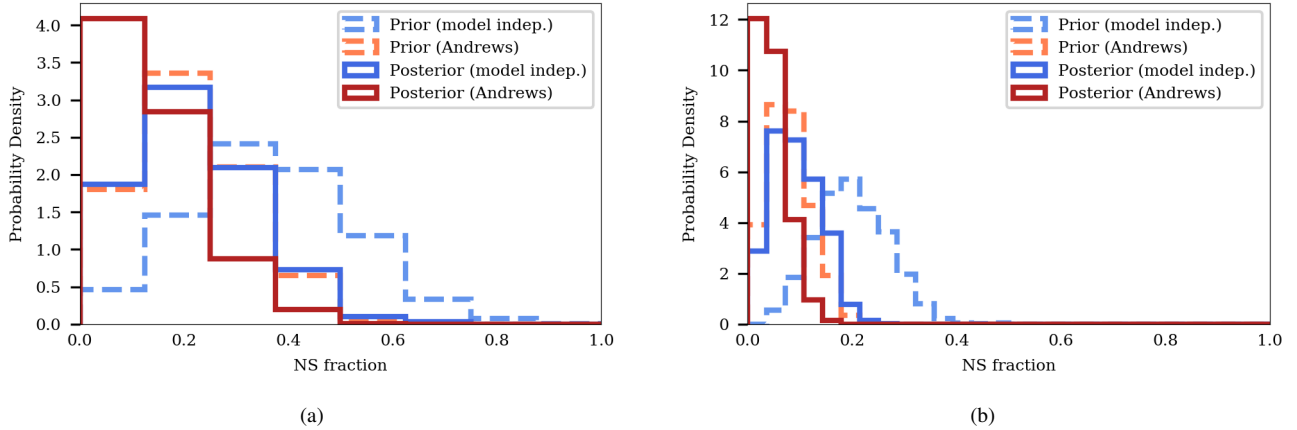 Probability Density
4.0
3.5
3.0
2.5
2.0
1.5
1.0
0.5
0.0
0.0 0.2 0.4 0.6 0.8 1.0
NS fraction
Prior (model indep.)
Prior (Andrews)
Posterior (model indep.)
Posterior (Andrews)
(a)
Probability Density
12
10
8
6
4
2
0
0.0 0.2 0.4 0.6 0.8 1.0
NS fraction
Prior (model indep.)
Prior (Andrews)
Posterior (model indep.)
Posterior (Andrews)
(b)